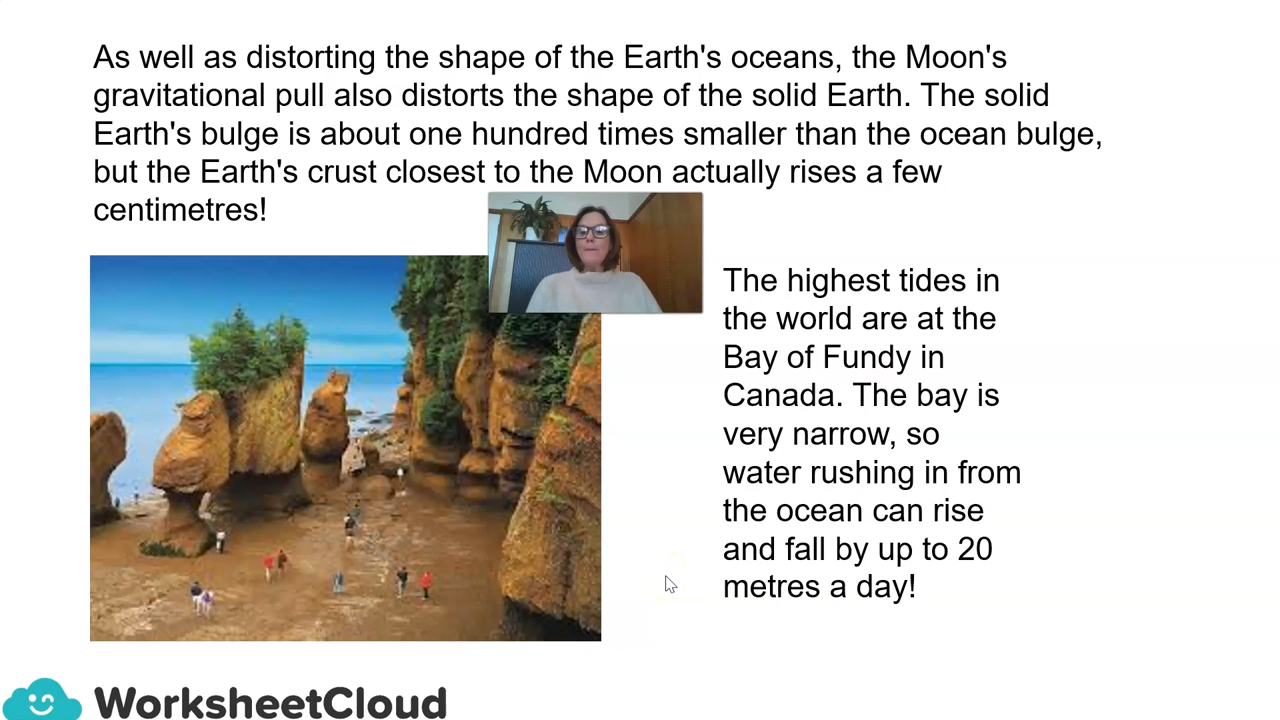 As well as distorting the shape of the Earth's oceans, the Moon's
gravitational pull also distorts the shape of the solid Earth. The solid
Earth's bulge is about one hundred times smaller than the ocean bulge,
but the Earth's crust closest to the Moon actually rises a few
centimetres!
The highest tides in
the world are at the
Bay of Fundy in
Canada. The bay is
very narrow, so
water rushing in from
the ocean can rise
and fall by up to 20
metres a day!
WorksheetCloud